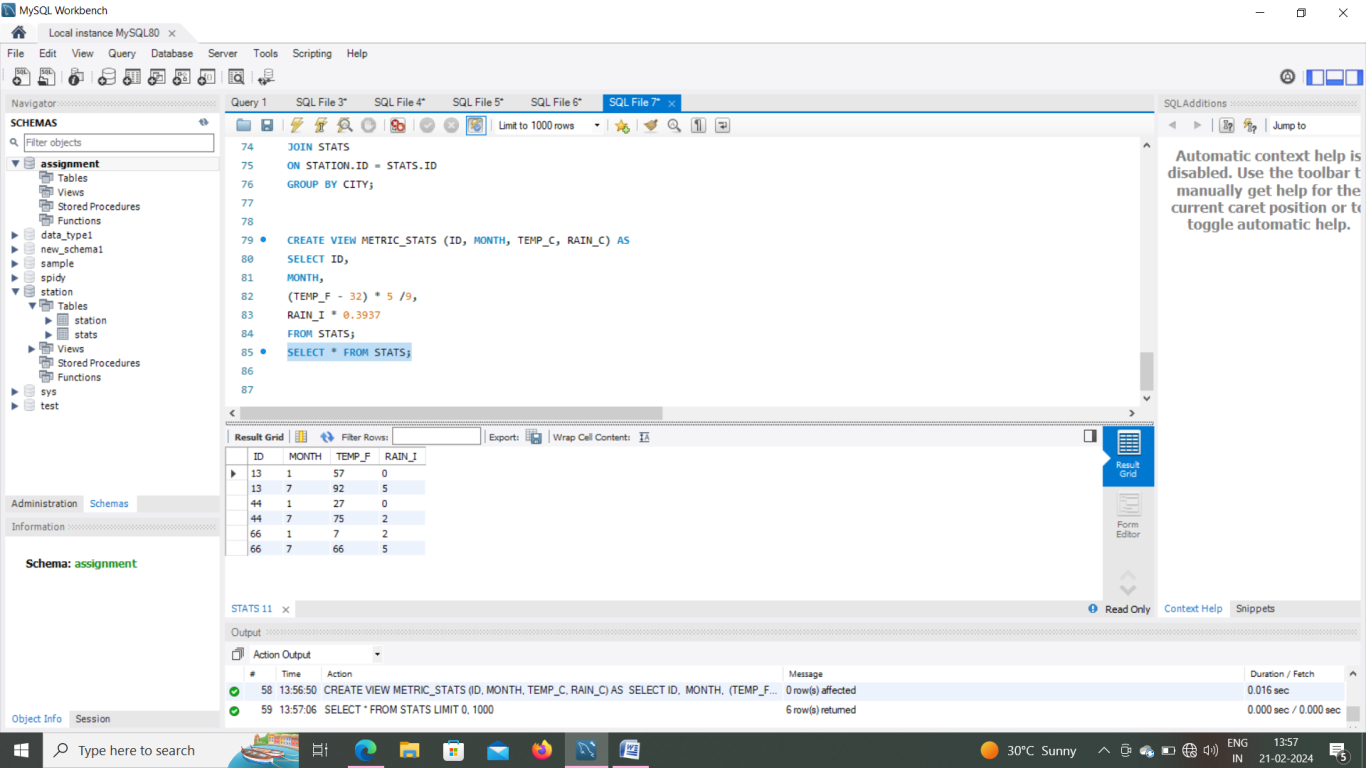 MySQL Workbench
Local instance MySQL80
File Edit View Query Database Server Tools Scripting Help
Navigator
SCHEMAS
Filter objects
assignment
Tables
Views
Stored Procedures
Functions
data_type1
new_schema1
sample
spidy
station
Tables
station
stats
Views
Stored Procedures
Functions
sys
test
Administration Schemas
Information
Schema: assignment
Object Info Session
Query 1 SQL File 3* SQL File 4* SQL File 5* SQL File 6* SQL File 7*
Limit to 1000 rows
74 JOIN STATS
75 ON STATION.ID = STATS.ID
76 GROUP BY CITY;
77
78
79 CREATE VIEW METRIC_STATS (ID, MONTH, TEMP_C, RAIN_C) AS
80 SELECT ID,
81 MONTH,
82 (TEMP_F - 32) * 5 /9,
83 RAIN_I * 0.3937
84 FROM STATS;
85 SELECT * FROM STATS;
86
87
Result Grid Filter Rows: Export: Wrap Cell Content:
ID MONTH TEMP_F RAIN_I
13 1 57 0
13 7 92 5
44 1 27 0
44 7 75 2
66 1 7 2
66 7 66 5
Result Grid
Form Editor
STATS 11
Read Only
SQLAdditions
Jump to
Automatic context help is
disabled. Use the toolbar t
manually get help for the
current caret position or to
toggle automatic help.
Context Help Snippets
Output
Action Output
# Time Action Message Duration / Fetch
58 13:56:50 CREATE VIEW METRIC_STATS (ID, MONTH, TEMP_C, RAIN_C) AS SELECT ID, MONTH, (TEMP_F... 0 row(s) affected 0.016 sec
59 13:57:06 SELECT * FROM STATS LIMIT 0, 1000 6 row(s) returned 0.000 sec / 0.000 sec
Type here to search
30°C Sunny
ENG
IN
13:57
21-02-2024
5